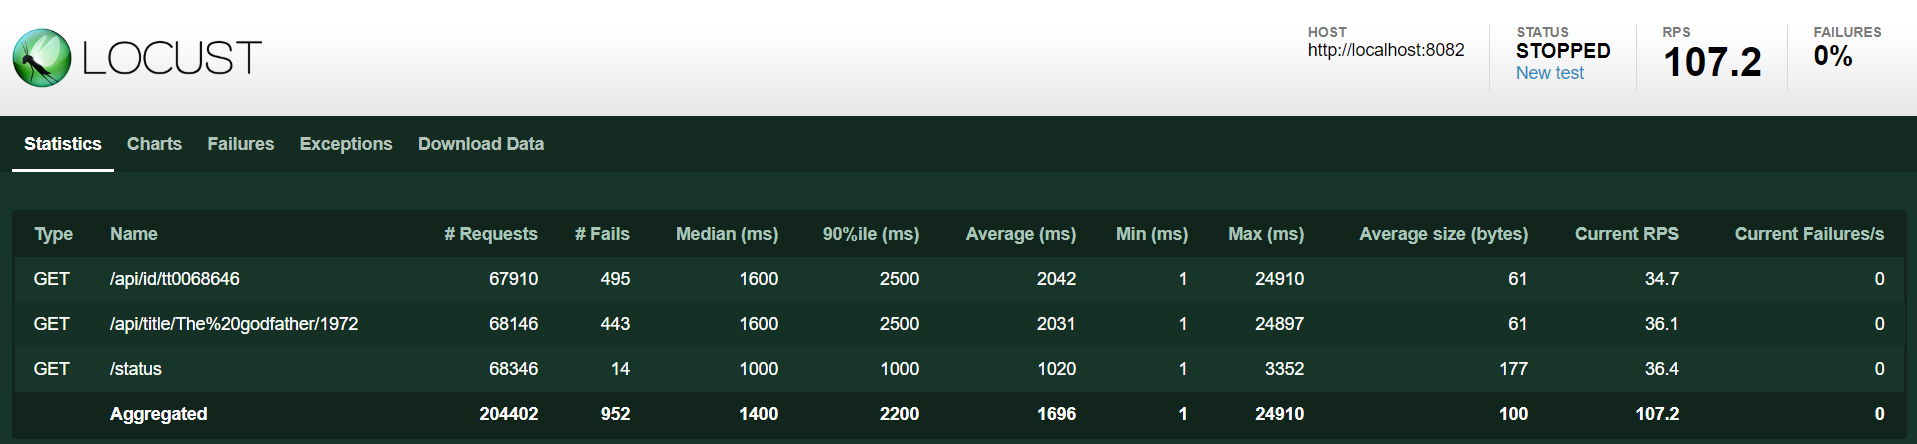 LOCUST
HOST
http://localhost:8082
STATUS
STOPPED
New test
RPS
107.2
FAILURES
0%
Statistics Charts Failures Exceptions Download Data
Type Name # Requests # Fails Median (ms) 90%ile (ms) Average (ms) Min (ms) Max (ms) Average size (bytes) Current RPS Current Failures/s
GET /api/id/tt0068646 67910 495 1600 2500 2042 1 24910 61 34.7 0
GET /api/title/The%20godfather/1972 68146 443 1600 2500 2031 1 24897 61 36.1 0
GET /status 68346 14 1000 1000 1020 1 3352 177 36.4 0
Aggregated 204402 952 1400 2200 1696 1 24910 100 107.2 0